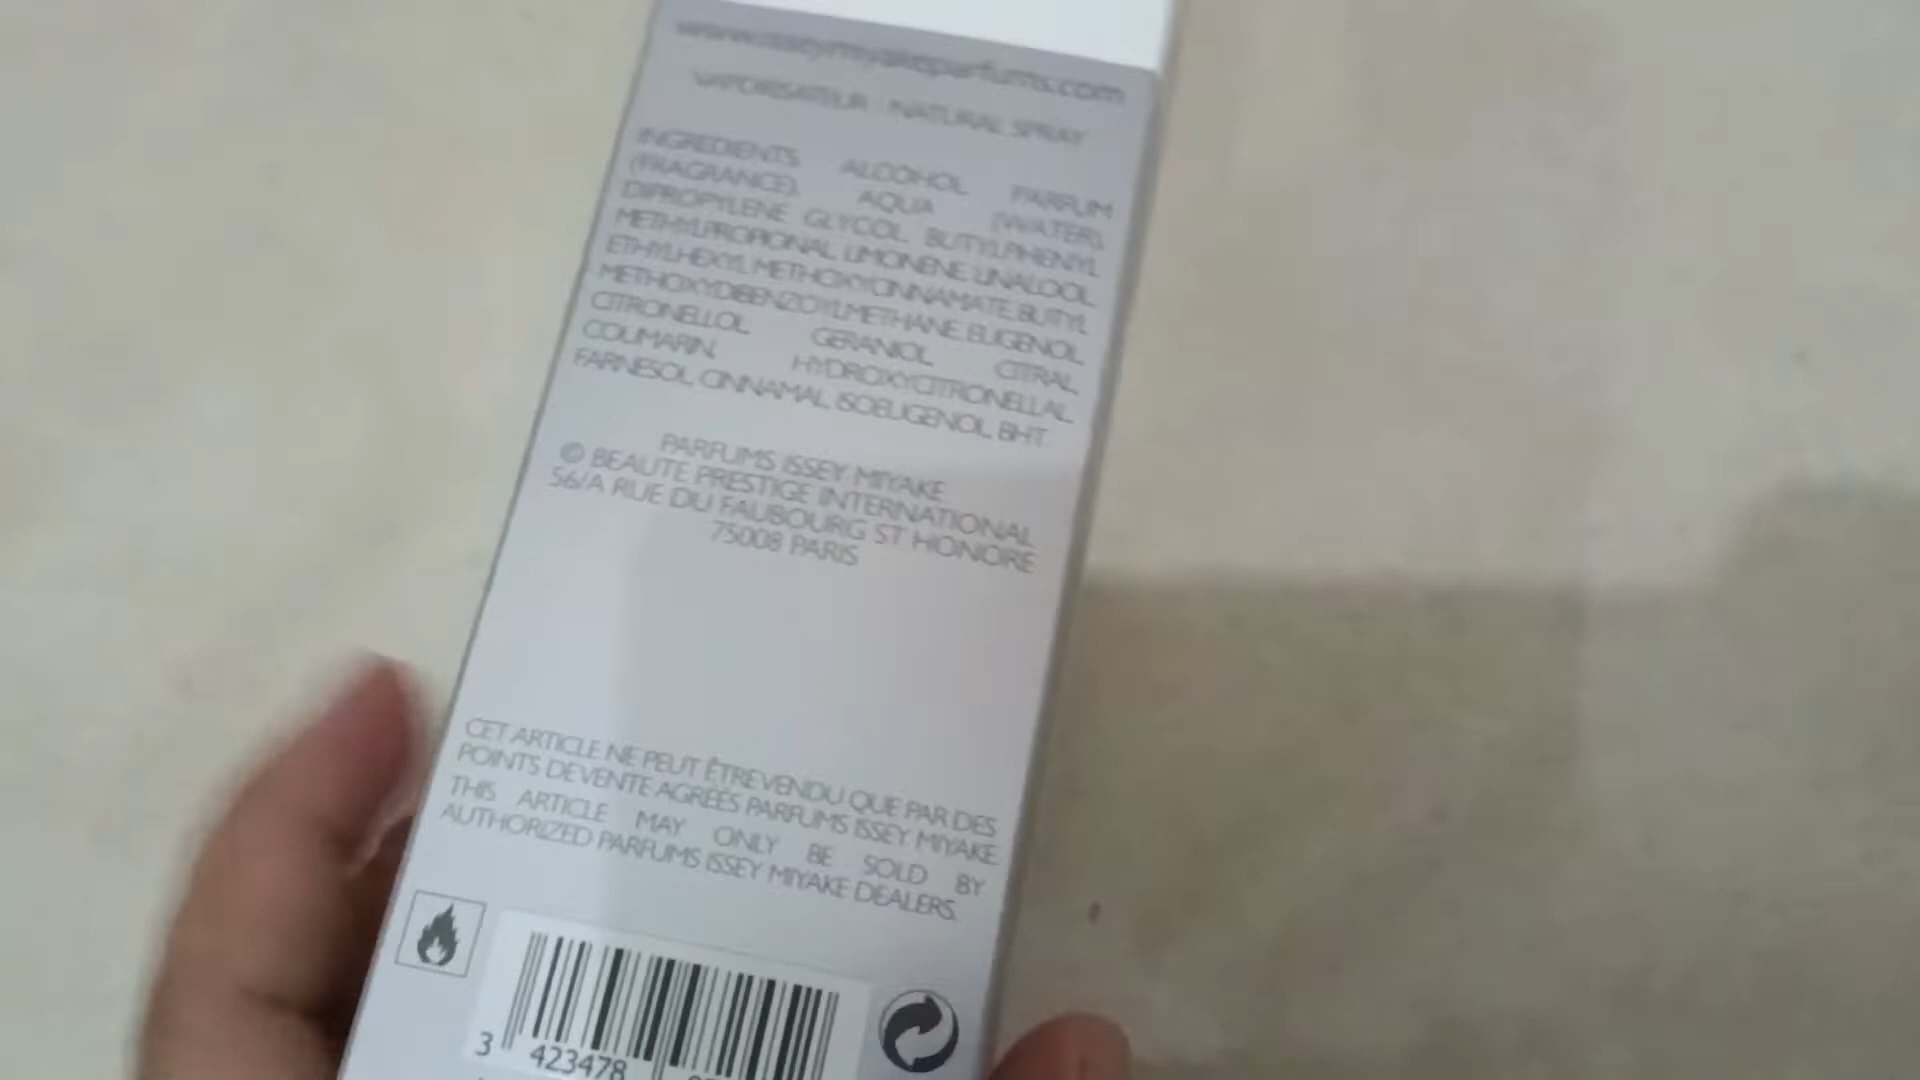 www.isseymiyakeparfums.com
VAPORISATEUR - NATURAL SPRAY
INGREDIENTS: ALCOHOL, PARFUM
(FRAGRANCE), AQUA (WATER),
DIPROPYLENE GLYCOL, BUTYLPHENYL
METHYLPROPIONAL, LIMONENE, LINALOOL,
ETHYLHEXYL METHOXYCINNAMATE, BUTYL
METHOXYDIBENZOYLMETHANE, EUGENOL,
CITRONELLOL, GERANIOL, CITRAL,
COUMARIN, HYDROXYCITRONELLAL,
FARNESOL, CINNAMAL, ISOEUGENOL, BHT.
PARFUMS ISSEY MIYAKE
© BEAUTE PRESTIGE INTERNATIONAL
56/A RUE DU FAUBOURG ST HONORE
75008 PARIS
CET ARTICLE NE PEUT ÊTRE VENDU QUE PAR DES
POINTS DE VENTE AGREES PARFUMS ISSEY MIYAKE.
THIS ARTICLE MAY ONLY BE SOLD BY
AUTHORIZED PARFUMS ISSEY MIYAKE DEALERS.
3 423478